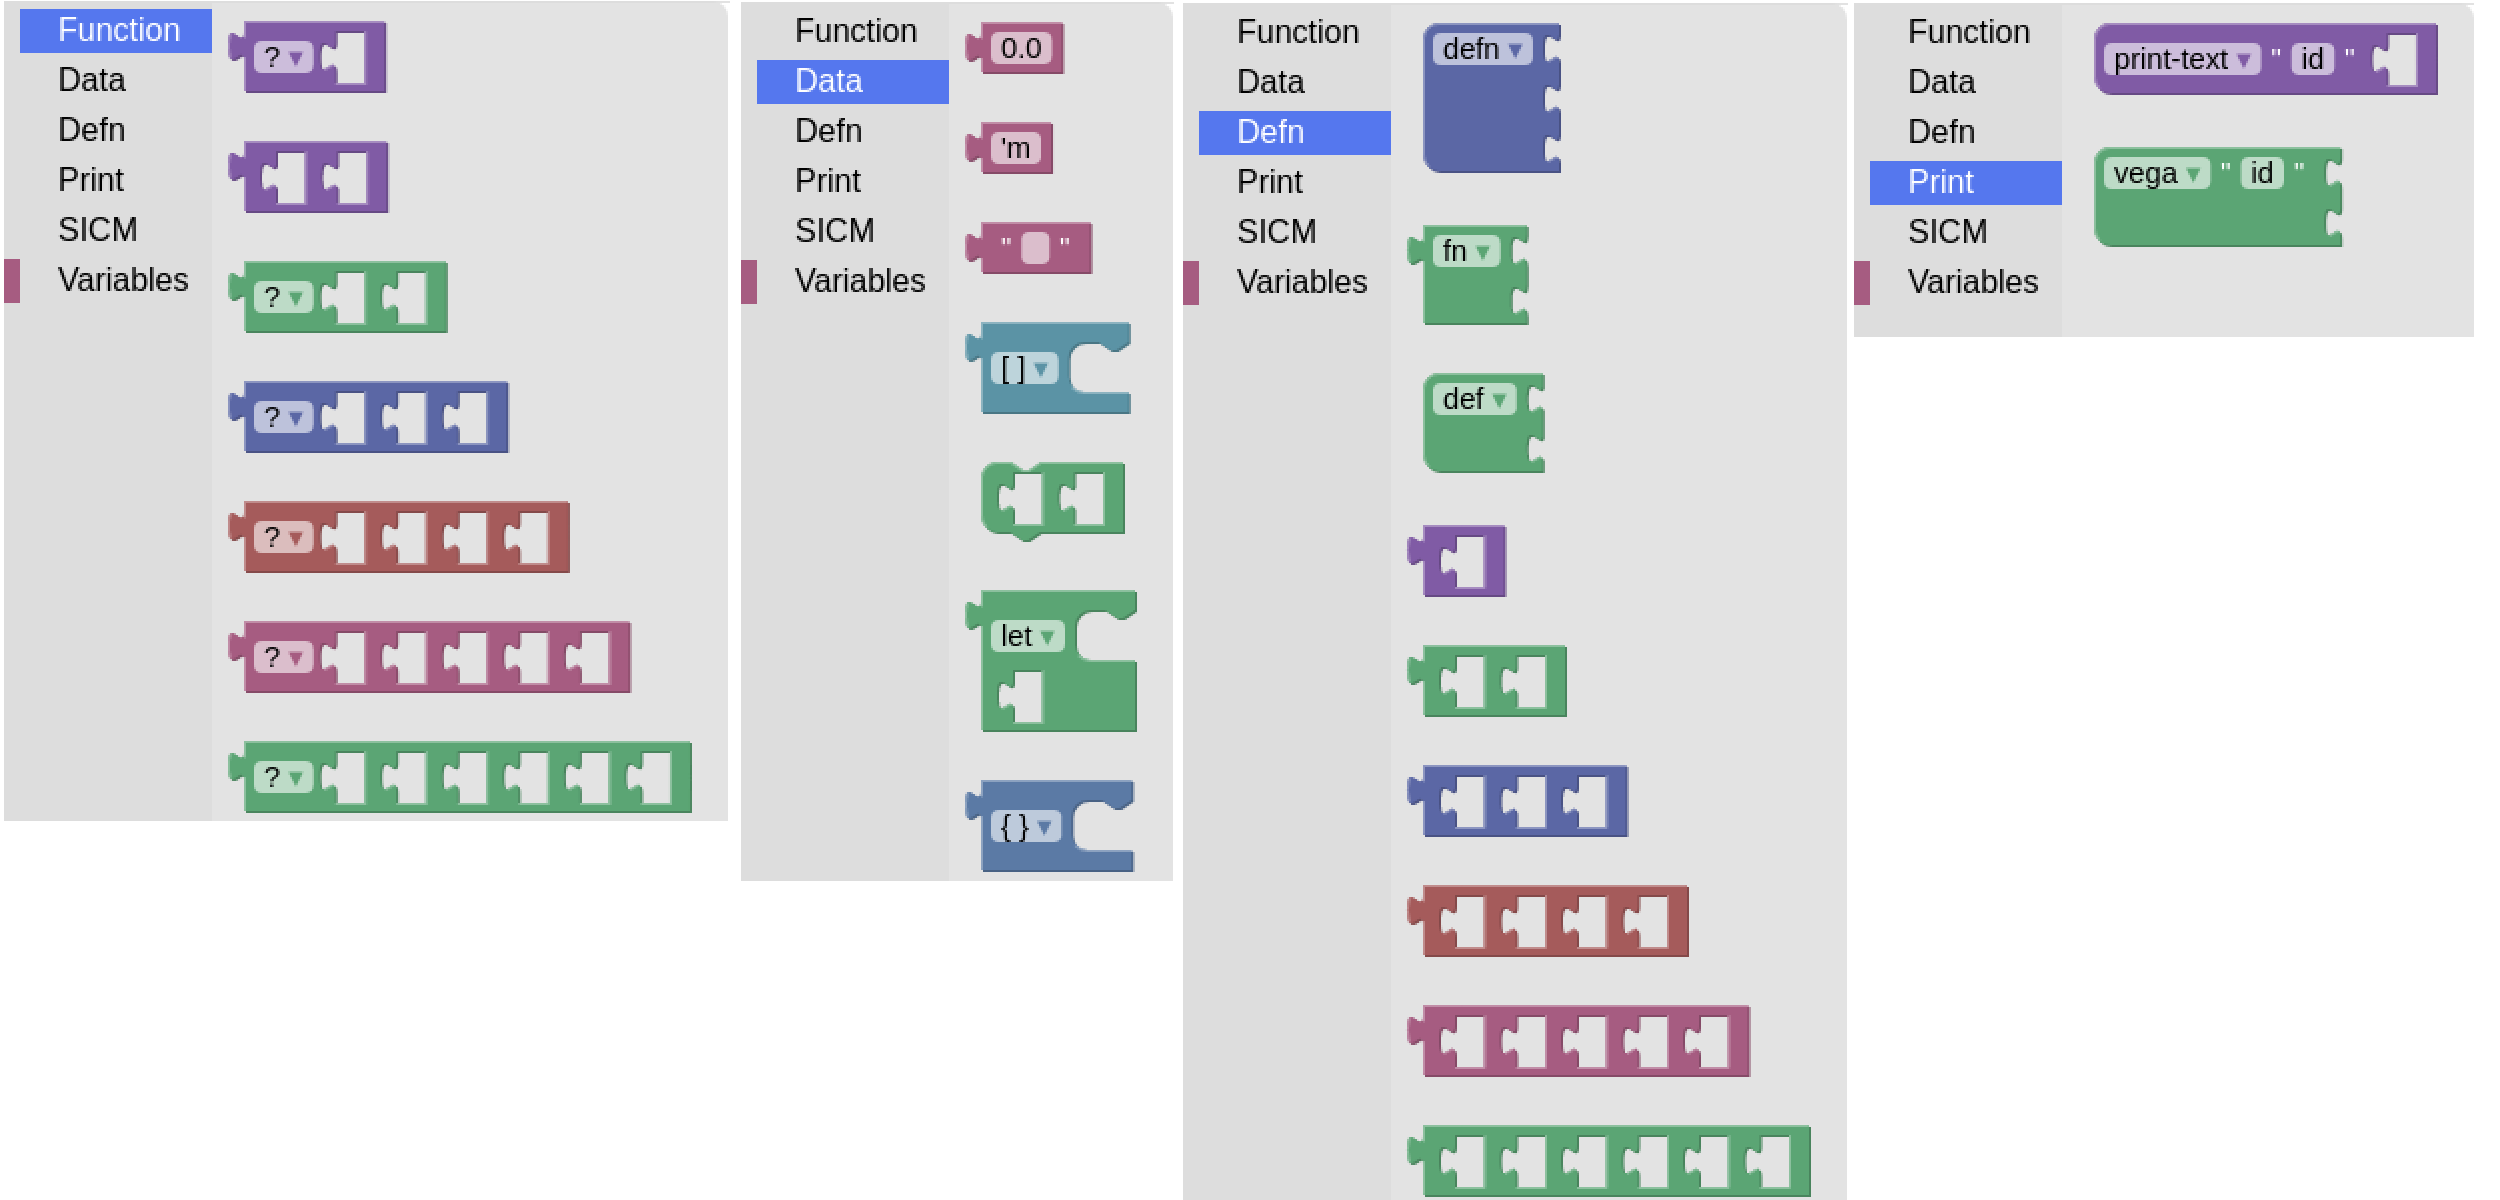 Function
Data
Defn
Print
SICM
Variables
? ▾
? ▾
? ▾
? ▾
? ▾
? ▾
Function
Data
Defn
Print
SICM
Variables
0.0
'm
" "
[ ] ▾
let ▾
{ } ▾
Function
Data
Defn
Print
SICM
Variables
defn ▾
fn ▾
def ▾
Function
Data
Defn
Print
SICM
Variables
print-text ▾ " id "
vega ▾ " id "